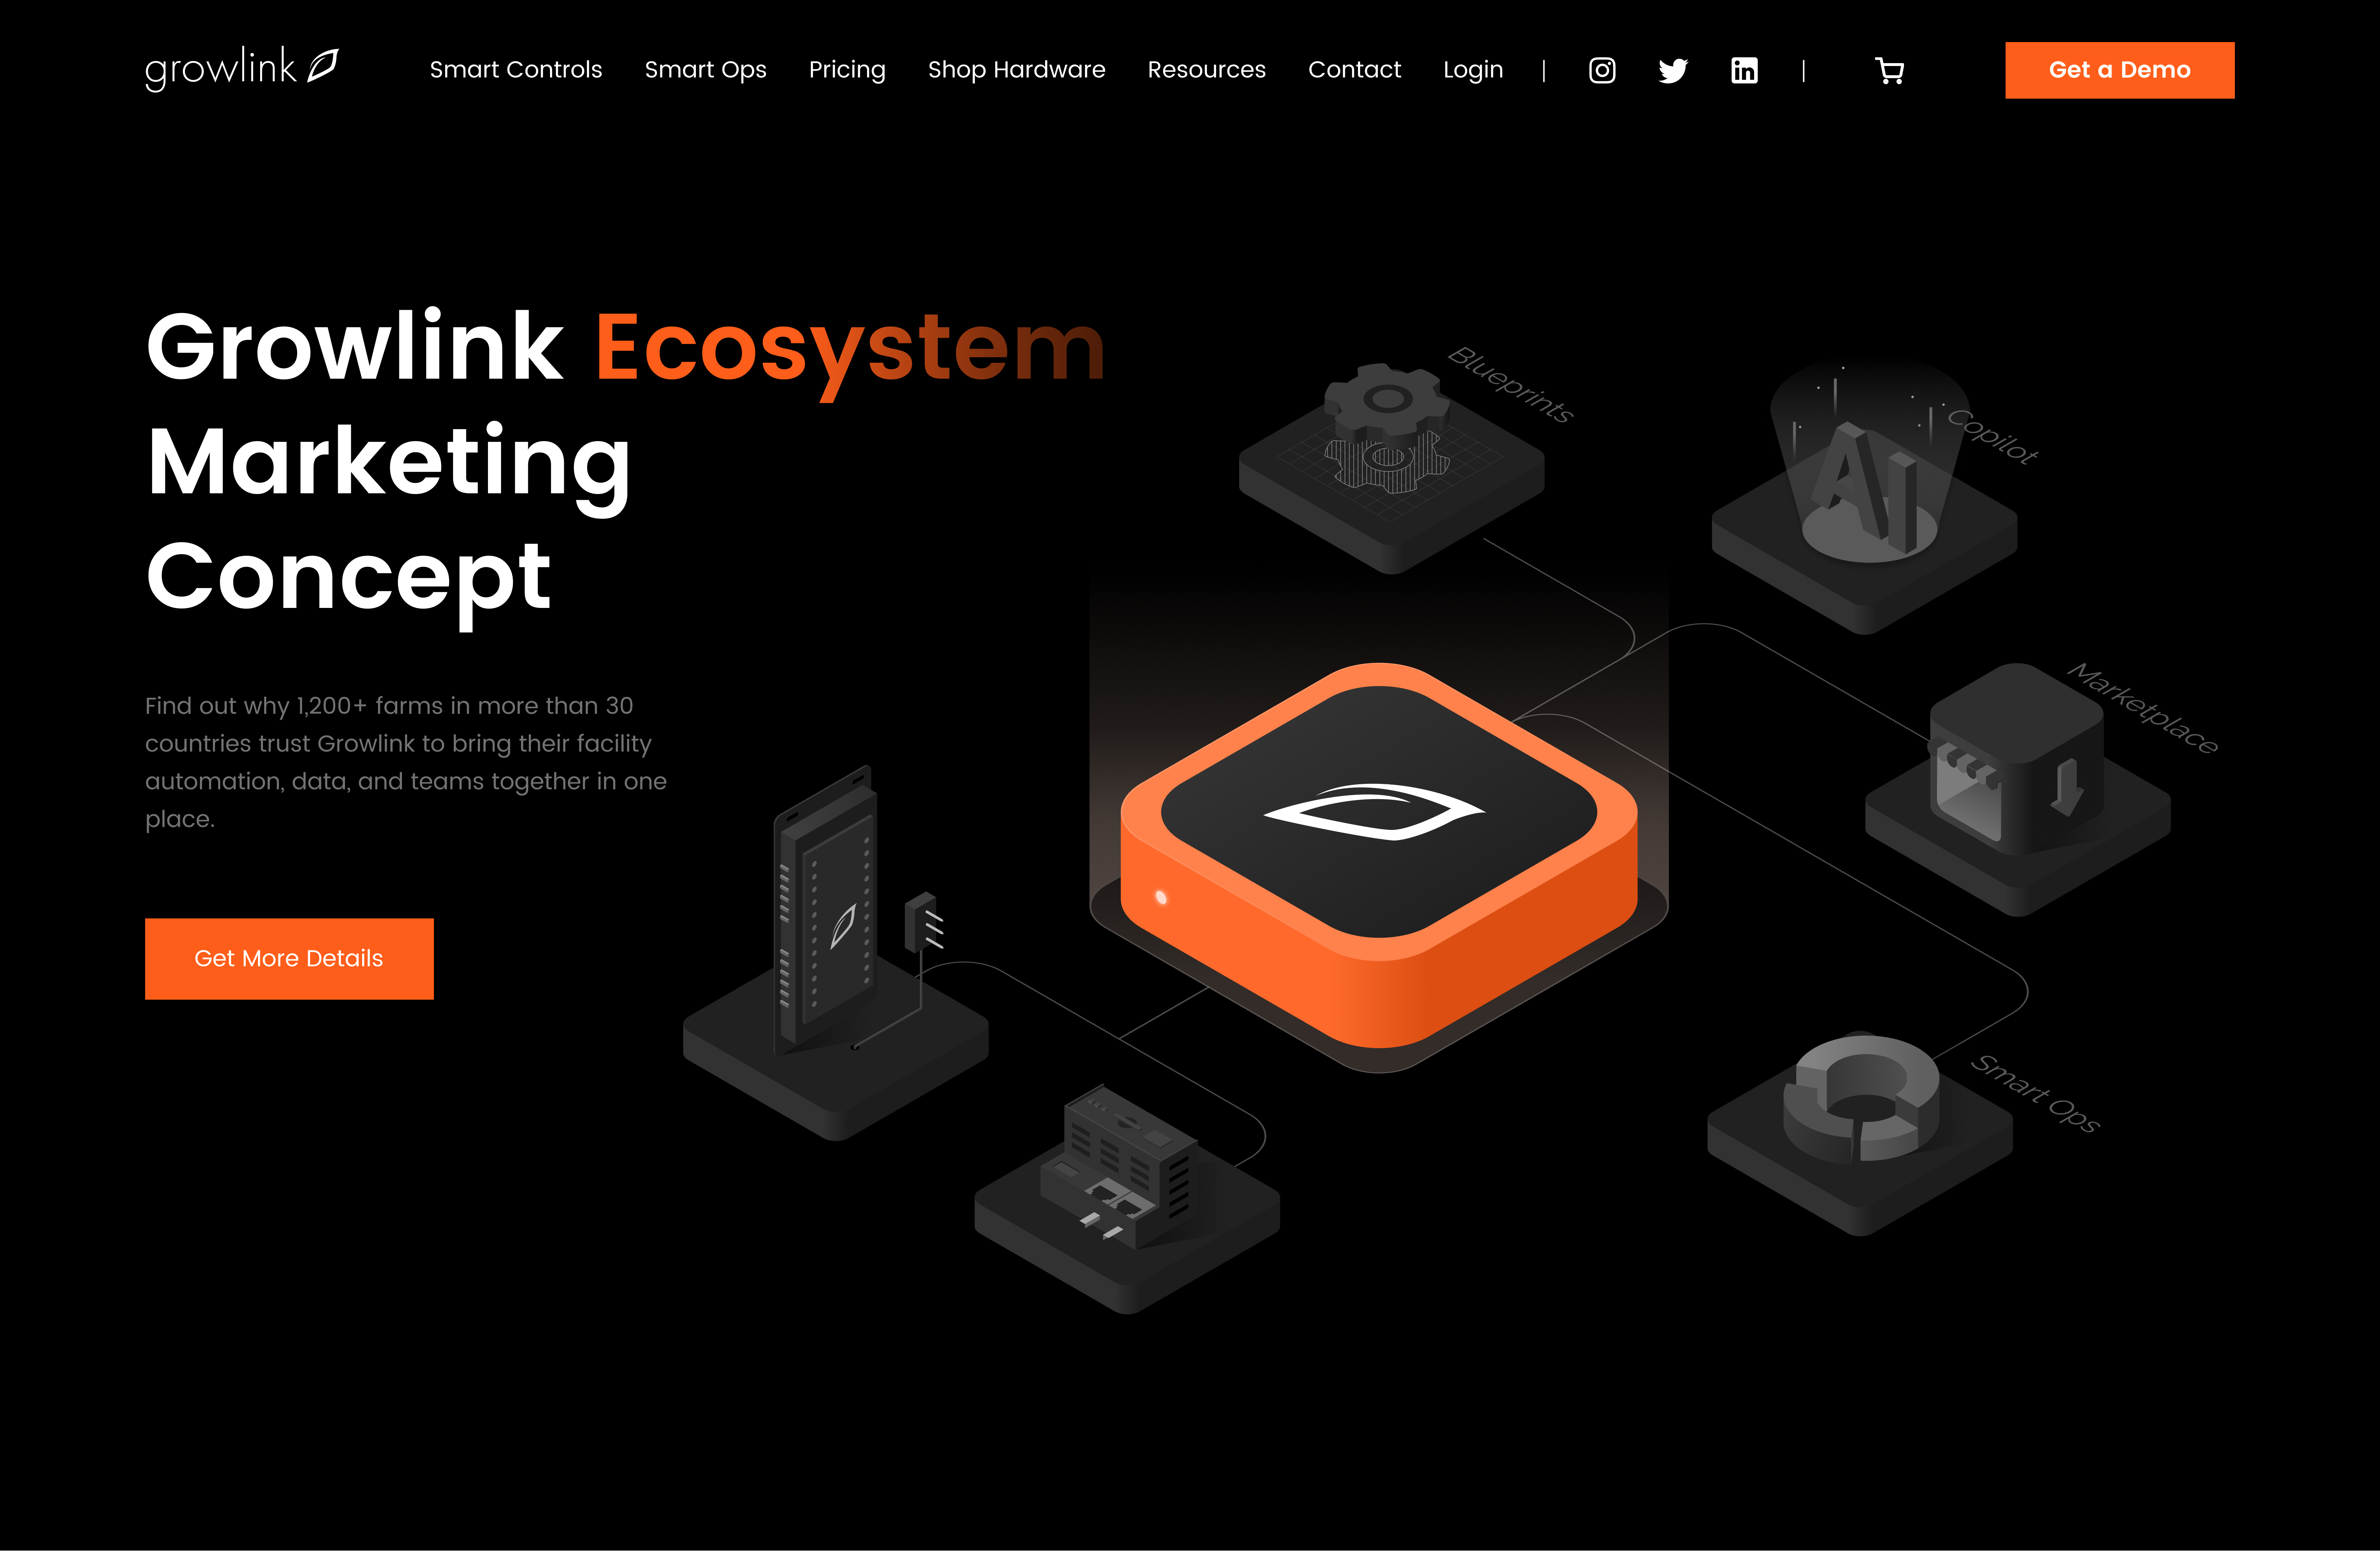 growlink
Smart Controls Smart Ops Pricing Shop Hardware Resources Contact Login | in | Get a Demo
Growlink Ecosystem
Marketing
Concept
Blueprints
Copilot
AI
Find out why 1,200+ farms in more than 30
countries trust Growlink to bring their facility
automation, data, and teams together in one
place.
Marketplace
Get More Details
Smart Ops